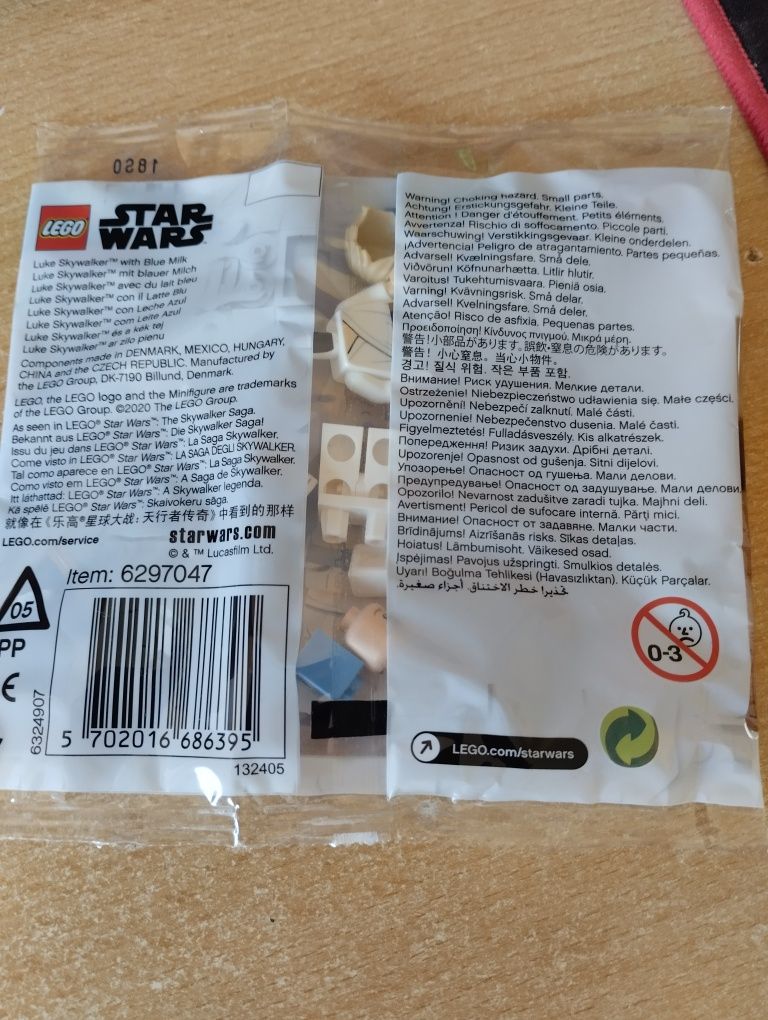 18S0
LEGO
STAR
WARS
Luke Skywalker™ with Blue Milk
Luke Skywalker™ mit blauer Milch
Luke Skywalker™ avec du lait bleu
Luke Skywalker™ con il Latte Blu
Luke Skywalker™ con Leche Azul
Luke Skywalker™ com Leite Azul
Luke Skywalker™ és a kék tej
Luke Skywalker™ ar zilo pienu
Components made in DENMARK, MEXICO, HUNGARY,
CHINA and the CZECH REPUBLIC. Manufactured by
the LEGO Group, DK-7190 Billund, Denmark.
LEGO, the LEGO logo and the Minifigure are trademarks
of the LEGO Group. ©2020 The LEGO Group.
As seen in LEGO® Star Wars™: The Skywalker Saga.
Bekannt aus LEGO® Star Wars™: Die Skywalker Saga!
Issu du jeu dans LEGO® Star Wars™: La Saga Skywalker.
Come visto in LEGO® Star Wars™: LA SAGA DEGLI SKYWALKER
Tal como aparece en LEGO® Star Wars™: La Saga Skywalker.
Como visto em LEGO® Star Wars™: A Saga de Skywalker.
Itt láthattad: LEGO® Star Wars™: A Skywalker legenda.
Kā spēlē LEGO® Star Wars™: Skaivokeru sāga.
就像在《乐高®星球大战: 天行者传奇》中看到的那样
LEGO.com/service
starwars.com
© & ™ Lucasfilm Ltd.
Item: 6297047
05
PP
6324907
5 702016 686395
132405
Warning! Choking hazard. Small parts.
Achtung! Erstickungsgefahr. Kleine Teile.
Attention ! Danger d'étouffement. Petits éléments.
Avvertenza! Rischio di soffocamento. Piccole parti.
Waarschuwing! Verstikkingsgevaar. Kleine onderdelen.
¡Advertencia! Peligro de atragantamiento. Partes pequeñas.
Advarsel! Kvælningsfare. Små dele.
Viðvörun! Köfnunarhætta. Litlir hlutir.
Varoitus! Tukehtumisvaara. Pieniä osia.
Varning! Kvävningsrisk. Små delar.
Advarsel! Kvelningsfare. Små deler.
Atenção! Risco de asfixia. Pequenas partes.
Προειδοποίηση! Κίνδυνος πνιγμού. Μικρά μέρη.
警告!小部品があります。誤飲・窒息の危険があります。
警告! 小心窒息。当心小物件。
경고! 질식 위험. 작은 부품 포함.
Внимание! Риск удушения. Мелкие детали.
Ostrzeżenie! Niebezpieczeństwo udławienia się. Małe części.
Upozornění! Nebezpečí zalknutí. Malé části.
Upozornenie! Nebezpečenstvo dusenia. Malé časti.
Figyelmeztetés! Fulladásveszély. Kis alkatrészek.
Попередження! Ризик задухи. Дрібні деталі.
Upozorenje! Opasnost od gušenja. Sitni dijelovi.
Упозорење! Опасност од гушења. Мали делови.
Предупредување! Опасност од задушување. Мали делови.
Opozorilo! Nevarnost zadušitve zaradi tujka. Majhni deli.
Avertisment! Pericol de sufocare internă. Părţi mici.
Внимание! Опасност от задавяне. Малки части.
Brīdinājums! Aizrīšanās risks. Sīkas detaļas.
Hoiatus! Lämbumisoht. Väikesed osad.
Įspėjimas! Pavojus užspringti. Smulkios detalės.
Uyarı! Boğulma Tehlikesi (Havasızlıktan). Küçük Parçalar.
تحذير! خطر الاختناق. أجزاء صغيرة.
0-3
LEGO.com/starwars